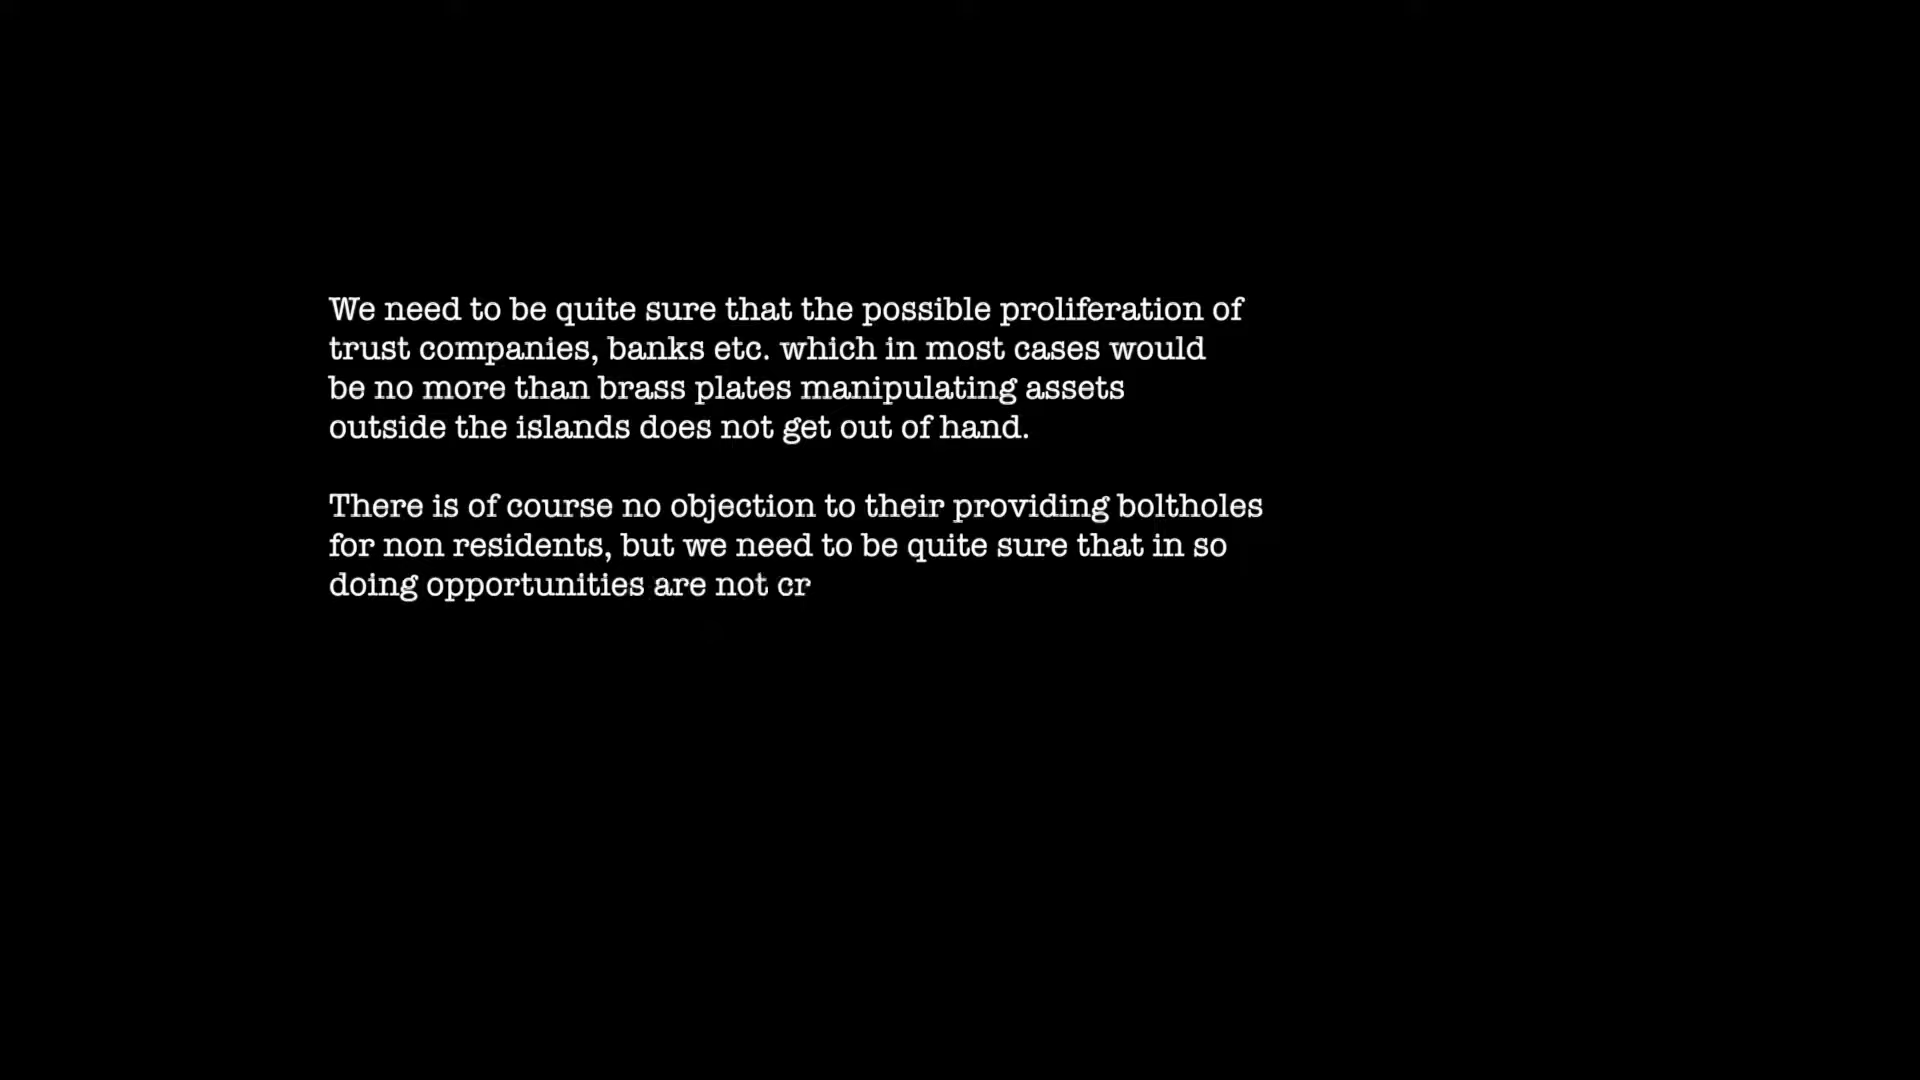 We need to be quite sure that the possible proliferation of
trust companies, banks etc. which in most cases would
be no more than brass plates manipulating assets
outside the islands does not get out of hand.
There is of course no objection to their providing boltholes
for non residents, but we need to be quite sure that in so
doing opportunities are not cr